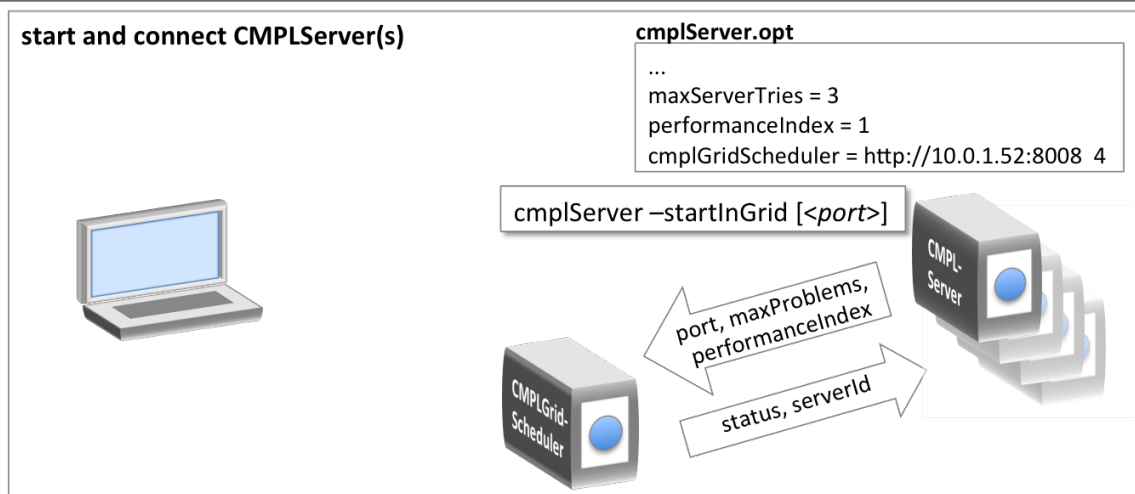 start and connect CMPLServer(s)
cmplServer.opt
...
maxServerTries = 3
performanceIndex = 1
cmplGridScheduler = http://10.0.1.52:8008 4
cmplServer –startInGrid [<port>]
CMPL-
Server
port, maxProblems,
performanceIndex
CMPLGrid-
Scheduler
status, serverId